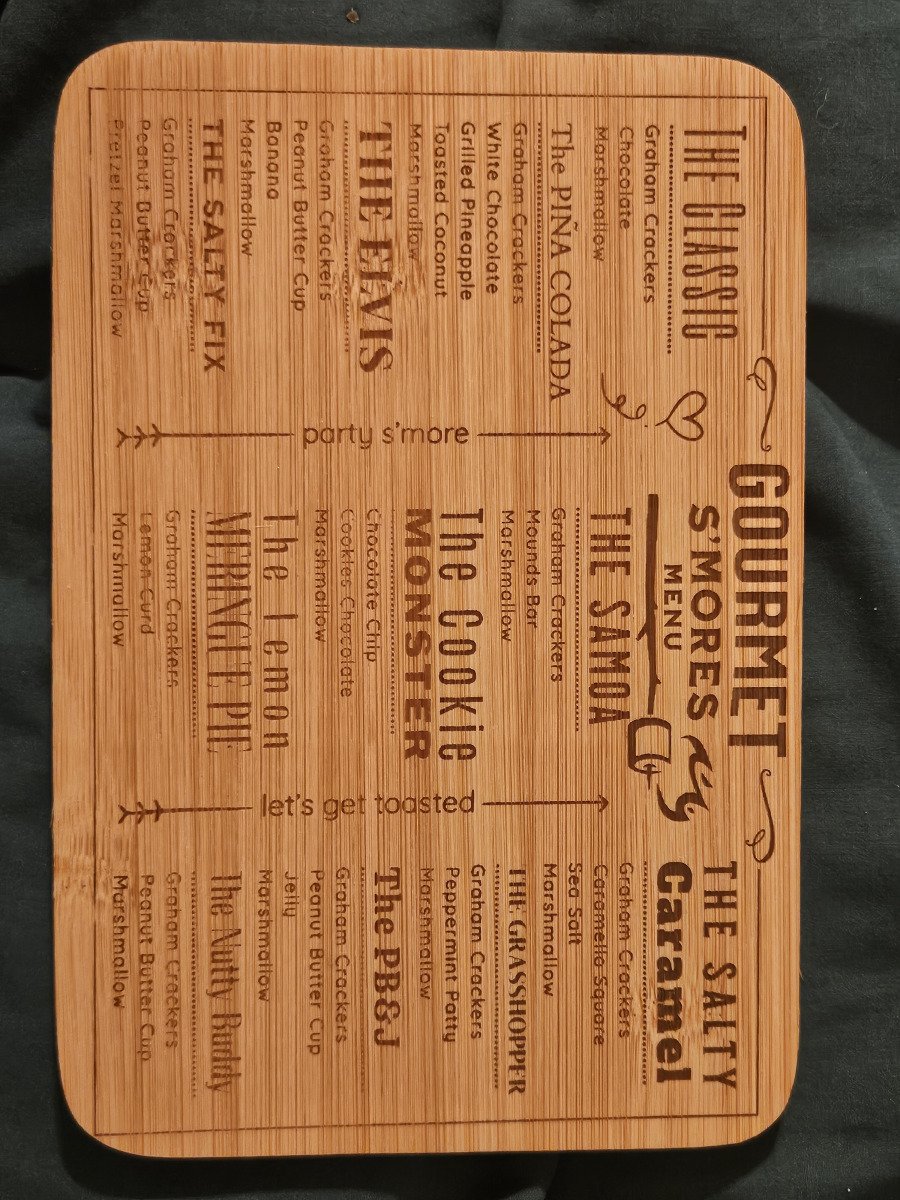 GOURMET
S'MORES
MENU
THE CLASSIC
Graham Crackers
Chocolate
Marshmallow
The PIÑA COLADA
Graham Crackers
White Chocolate
Grilled Pineapple
Toasted Coconut
Marshmallow
THE ELVIS
Graham Crackers
Peanut Butter Cup
Banana
Marshmallow
THE SALTY FIX
Graham Crackers
Peanut Butter Cup
Pretzel Marshmallow
party s'more
THE SAMOA
Graham Crackers
Mounds Bar
Marshmallow
The Cookie
MONSTER
Chocolate Chip
Cookies Chocolate
Marshmallow
The Lemon
MERINGUE PIE
Graham Crackers
Lemon Curd
Marshmallow
let's get toasted
THE SALTY
Caramel
Graham Crackers
Caramello Square
Sea Salt
Marshmallow
THE GRASSHOPPER
Graham Crackers
Peppermint Patty
Marshmallow
The PB&J
Graham Crackers
Peanut Butter Cup
Jelly
Marshmallow
The Nutty Buddy
Graham Crackers
Peanut Butter Cup
Marshmallow